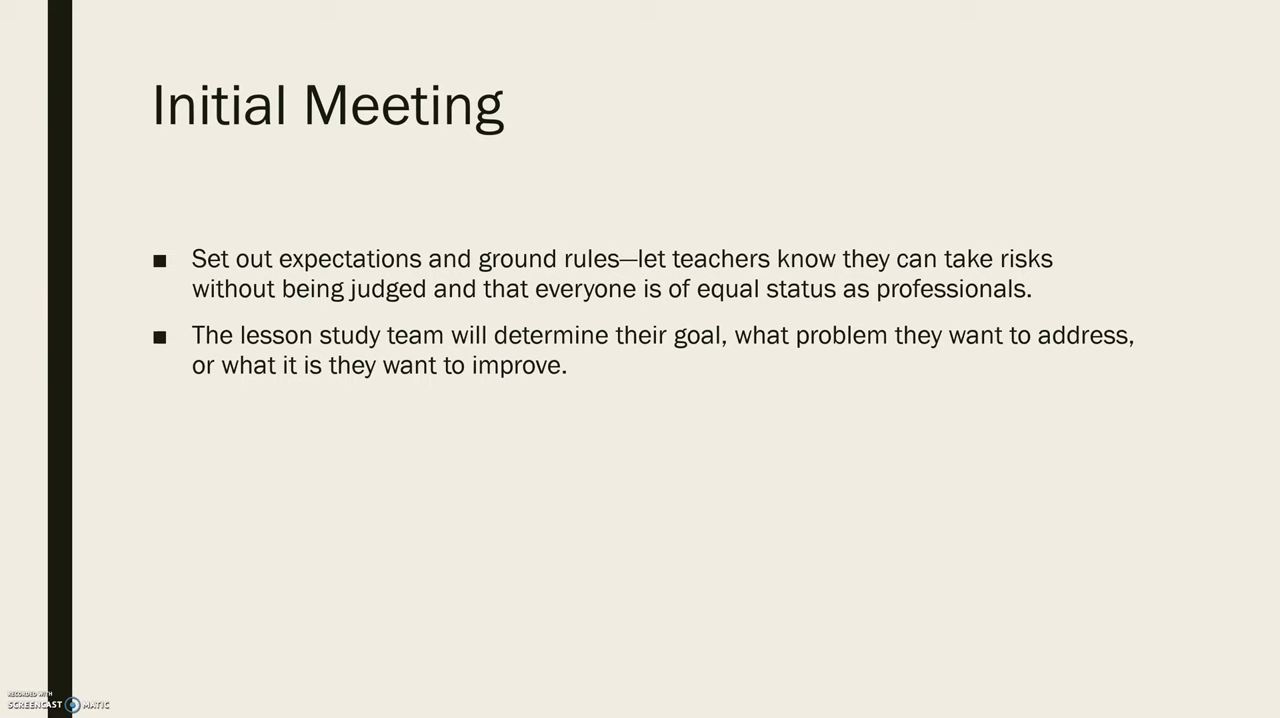 Initial Meeting
■ Set out expectations and ground rules—let teachers know they can take risks
without being judged and that everyone is of equal status as professionals.
■ The lesson study team will determine their goal, what problem they want to address,
or what it is they want to improve.
RECORDED WITH
SCREENCAST MATIC